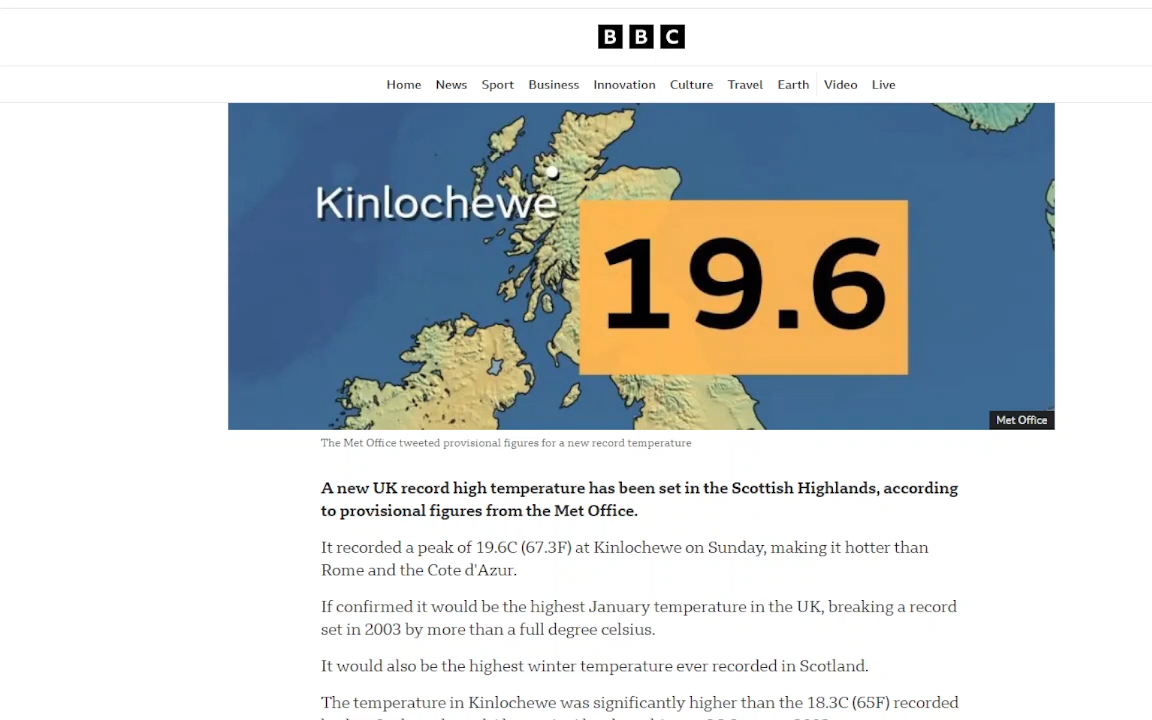 BBC
Home News Sport Business Innovation Culture Travel Earth Video Live
Kinlochewe
19.6
Met Office
The Met Office tweeted provisional figures for a new record temperature
A new UK record high temperature has been set in the Scottish Highlands, according
to provisional figures from the Met Office.
It recorded a peak of 19.6C (67.3F) at Kinlochewe on Sunday, making it hotter than
Rome and the Cote d'Azur.
If confirmed it would be the highest January temperature in the UK, breaking a record
set in 2003 by more than a full degree celsius.
It would also be the highest winter temperature ever recorded in Scotland.
The temperature in Kinlochewe was significantly higher than the 18.3C (65F) recorded